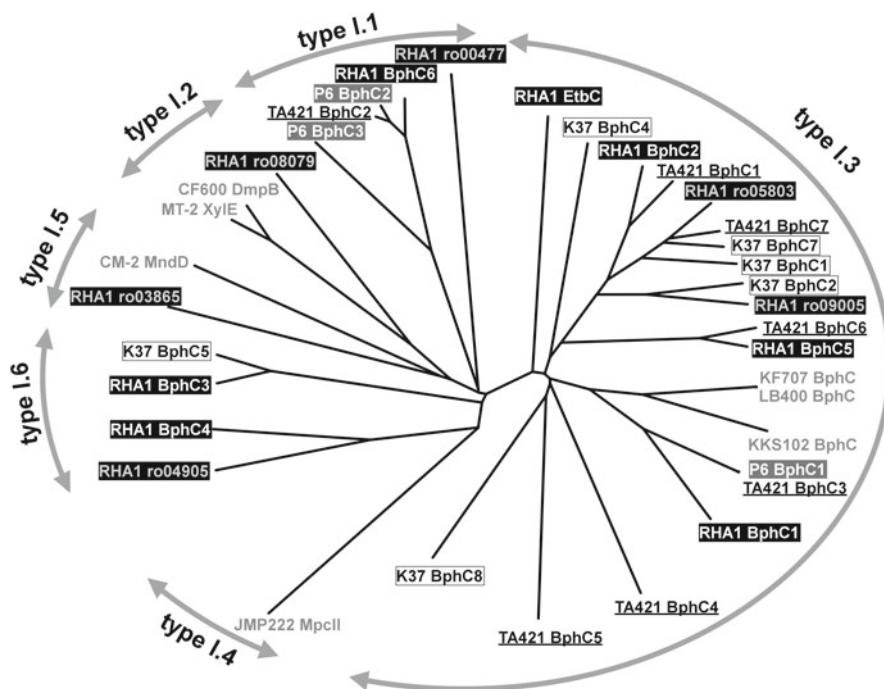 type I.1
RHA1 ro00477
type I.2
RHA1 BphC6
P6 BphC2
TA421 BphC2
P6 BphC3
RHA1 EtbC
K37 BphC4
type I.3
RHA1 BphC2
RHA1 ro08079
TA421 BphC1
CF600 DmpB
RHA1 ro05803
MT-2 XylE
type I.5
TA421 BphC7
K37 BphC7
CM-2 MndD
K37 BphC1
K37 BphC2
RHA1 ro03865
RHA1 ro09005
TA421 BphC6
K37 BphC5
RHA1 BphC5
type I.6
RHA1 BphC3
KF707 BphC
LB400 BphC
RHA1 BphC4
KKS102 BphC
RHA1 ro04905
P6 BphC1
TA421 BphC3
RHA1 BphC1
K37 BphC8
TA421 BphC4
JMP222 MpcII
type I.4
TA421 BphC5